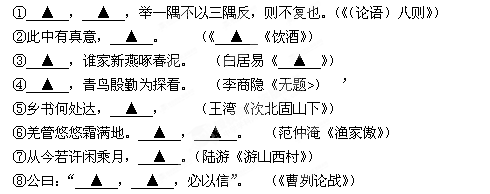 ①▲，▲，举一隅不以三隅反，则不复也。（《（论语）八则》）
②此中有真意，▲。（《▲《饮酒》）
③▲，谁家新燕啄春泥。（白居易《▲》）
④▲，青鸟殷勤为探看。（李商隐《无题>）’
⑤乡书何处达，▲，（王湾《次北固山下》）
⑥羌管悠悠霜满地。▲，▲。（范仲淹《渔家傲》）
⑦从今若许闲乘月，▲。（陆游《游山西村》）
⑧公曰：“▲，▲，必以信”。（《曹刿论战》）